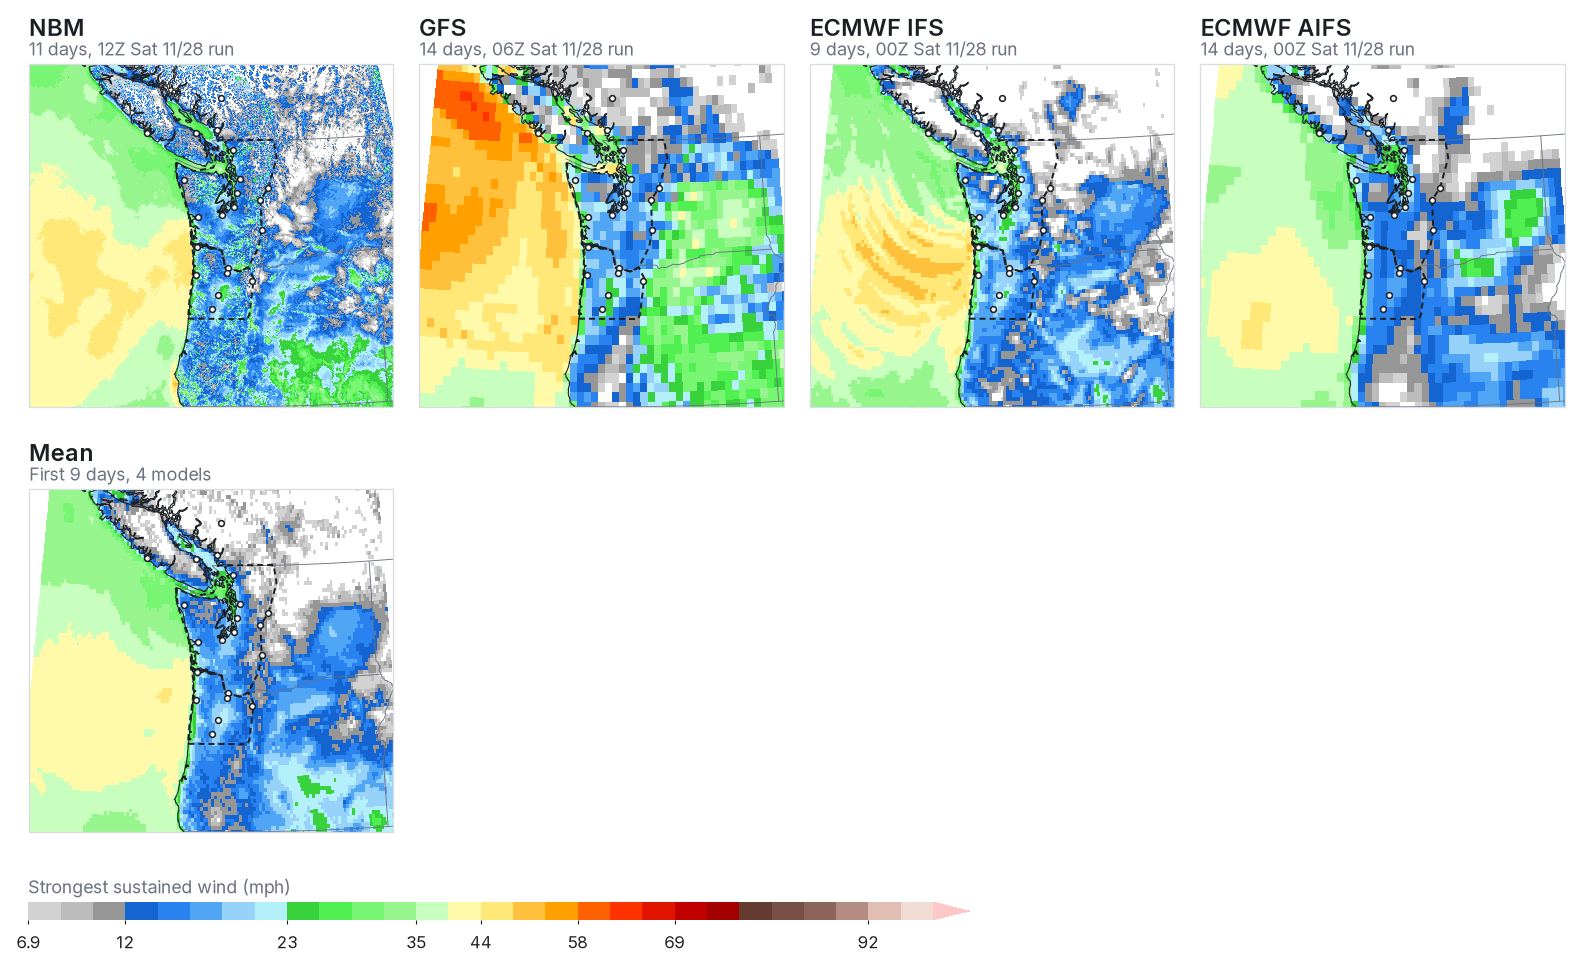 NBM
11 days, 12Z Sat 11/28 run
GFS
14 days, 06Z Sat 11/28 run
ECMWF IFS
9 days, 00Z Sat 11/28 run
ECMWF AIFS
14 days, 00Z Sat 11/28 run
Mean
First 9 days, 4 models
Strongest sustained wind (mph)
6.9 12 23 35 44 58 69 92